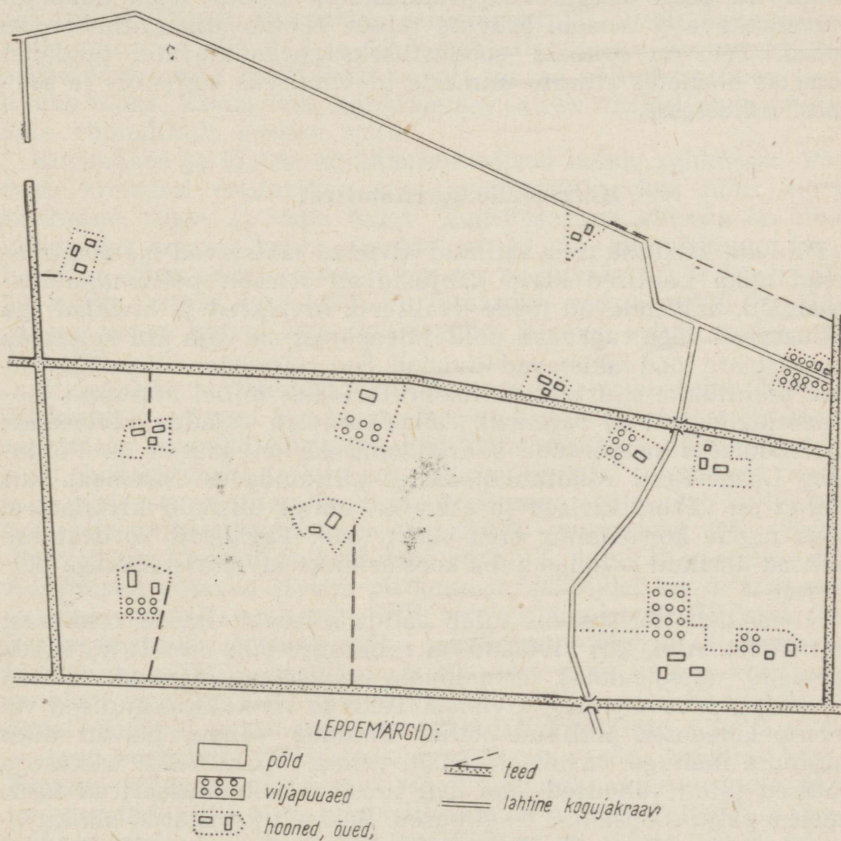 LEPPEMÄRGID:
põld
viljapuuaed
hooned, õued,
teed
lahtine kogujakraav